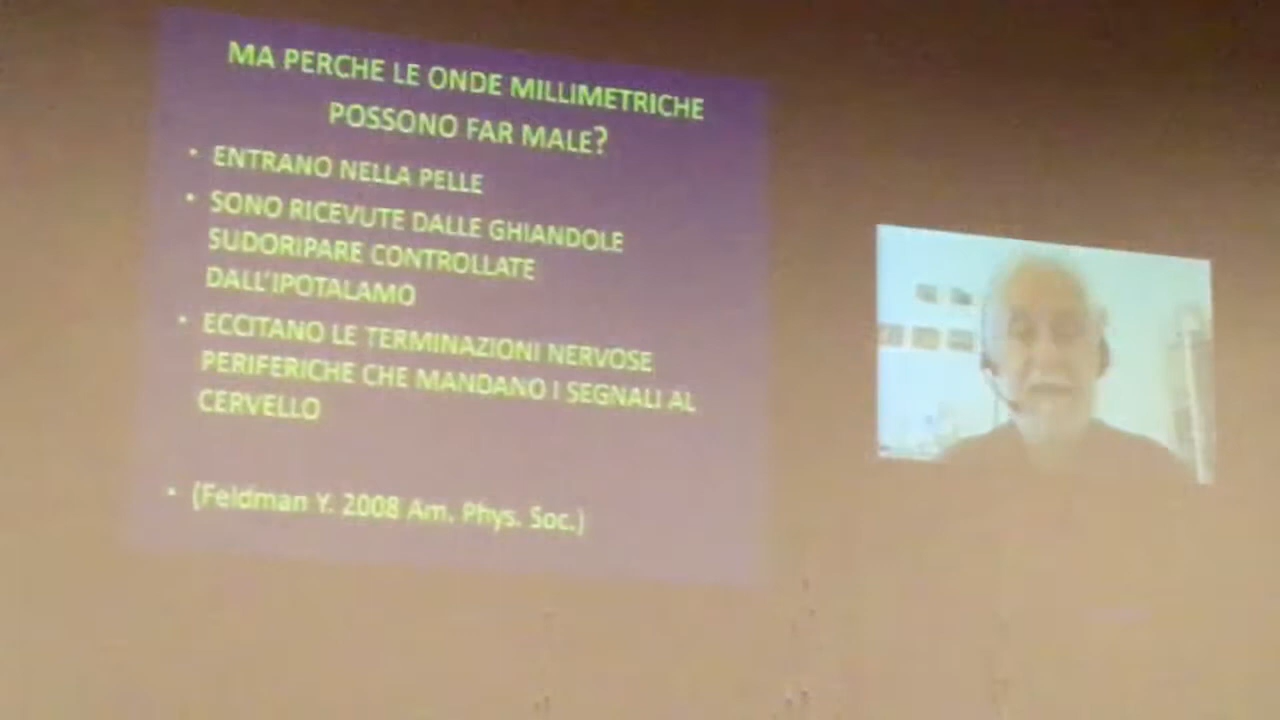 MA PERCHE LE ONDE MILLIMETRICHE
POSSONO FAR MALE?
• ENTRANO NELLA PELLE
• SONO RICEVUTE DALLE GHIANDOLE
SUDORIPARE CONTROLLATE
DALL'IPOTALAMO
• ECCITANO LE TERMINAZIONI NERVOSE
PERIFERICHE CHE MANDANO I SEGNALI AL
CERVELLO
• (Feldman Y. 2008 Am. Phys. Soc.)